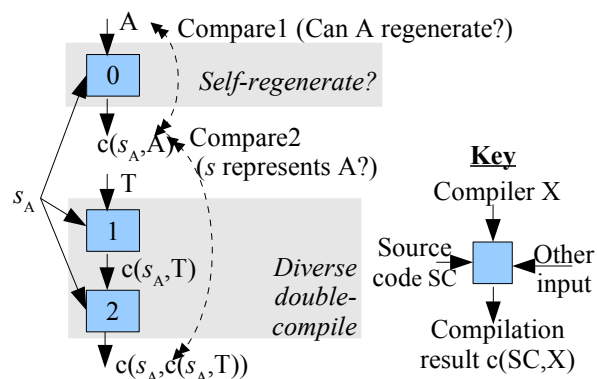 A
Compare1 (Can A regenerate?)
0
Self-regenerate?
c(sA,A)
Compare2
(s represents A?)
T
sA
1
c(sA,T)
2
Diverse
double-
compile
c(sA,c(sA,T))
Key
Compiler X
Source
code SC
Other
input
Compilation
result c(SC,X)